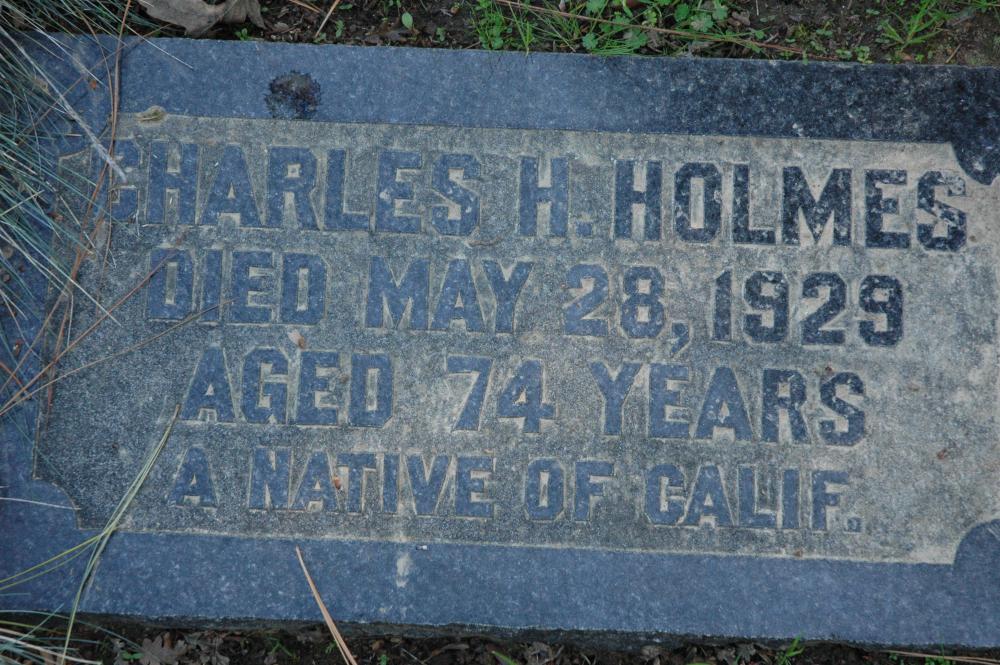 CHARLES H. HOLMES
DIED MAY 28, 1929
AGED 74 YEARS
A NATIVE OF CALIF.